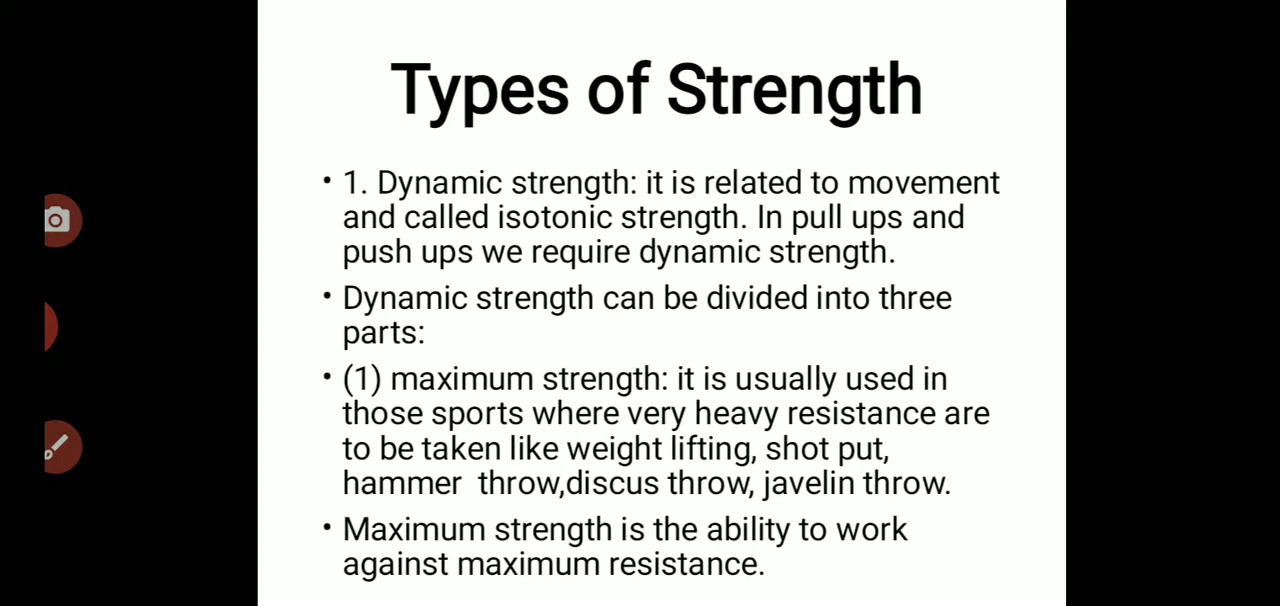 Types of Strength
• 1. Dynamic strength: it is related to movement
and called isotonic strength. In pull ups and
push ups we require dynamic strength.
• Dynamic strength can be divided into three
parts:
• (1) maximum strength: it is usually used in
those sports where very heavy resistance are
to be taken like weight lifting, shot put,
hammer  throw,discus throw, javelin throw.
• Maximum strength is the ability to work
against maximum resistance.